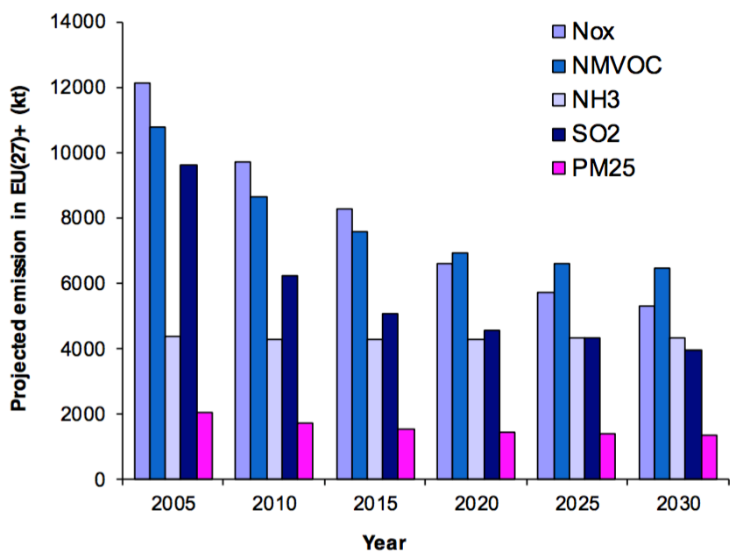 14000
12000
10000
8000
6000
4000
2000
0
Projected emission in EU(27)+ (kt)
Nox
NMVOC
NH3
SO2
PM25
2005 2010 2015 2020 2025 2030
Year